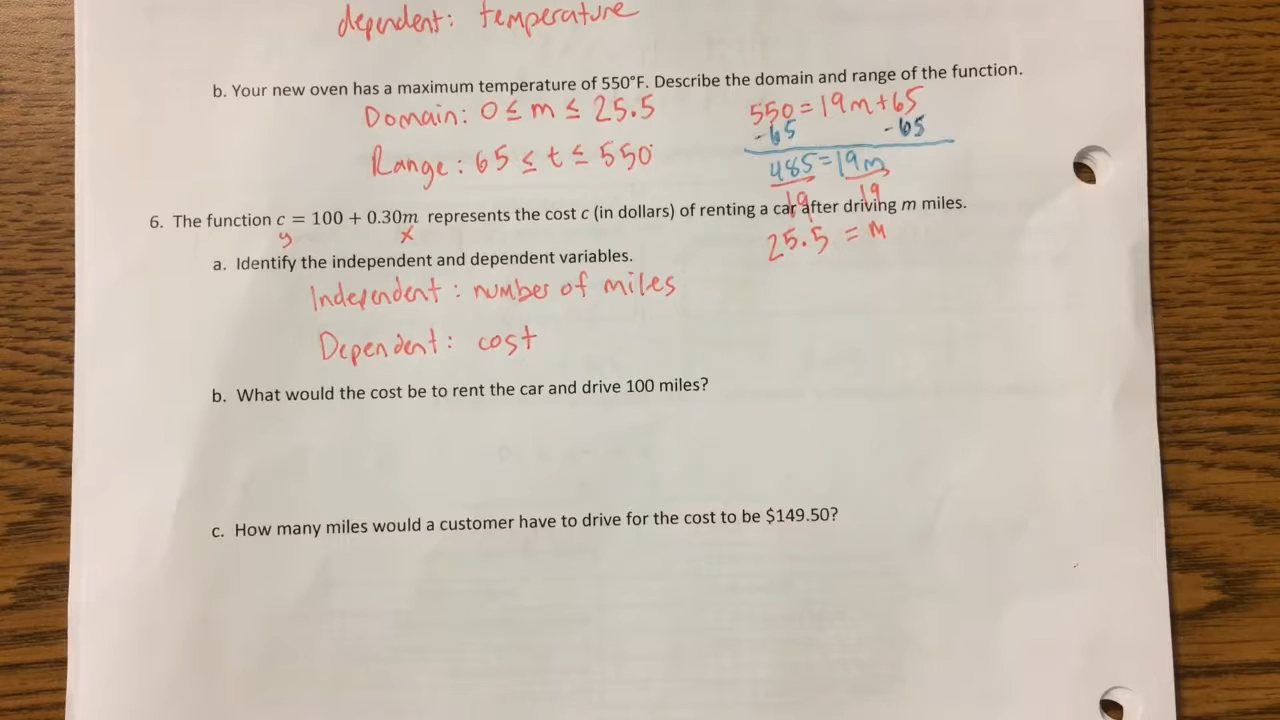 dependent: temperature
b. Your new oven has a maximum temperature of 550°F. Describe the domain and range of the function.
Domain: 0 ≤ m ≤ 25.5
Range: 65 ≤ t ≤ 550
550 = 19m + 65
-65 -65
485 = 19m
19 19
25.5 = m
6. The function c = 100 + 0.30m represents the cost c (in dollars) of renting a car after driving m miles.
y x
a. Identify the independent and dependent variables.
Independent: number of miles
Dependent: cost
b. What would the cost be to rent the car and drive 100 miles?
c. How many miles would a customer have to drive for the cost to be $149.50?